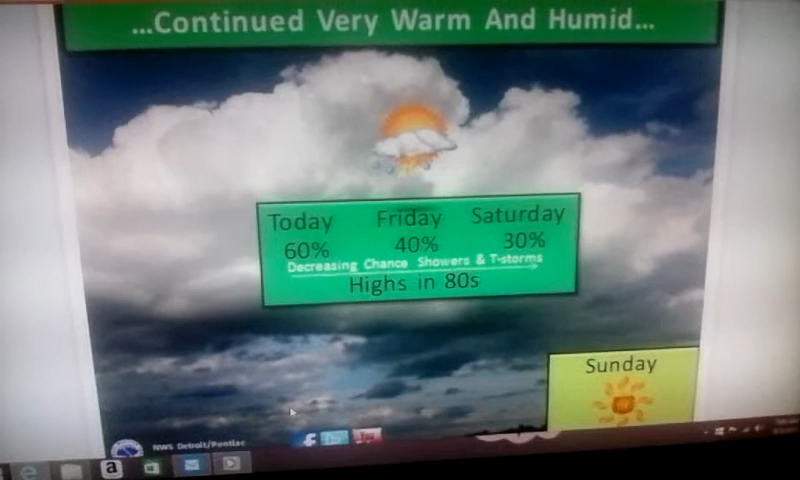 ...Continued Very Warm And Humid...
Today Friday Saturday
60% 40% 30%
Decreasing Chance Showers & T-storms
Highs in 80s
Sunday
NWS Detroit/Pontiac